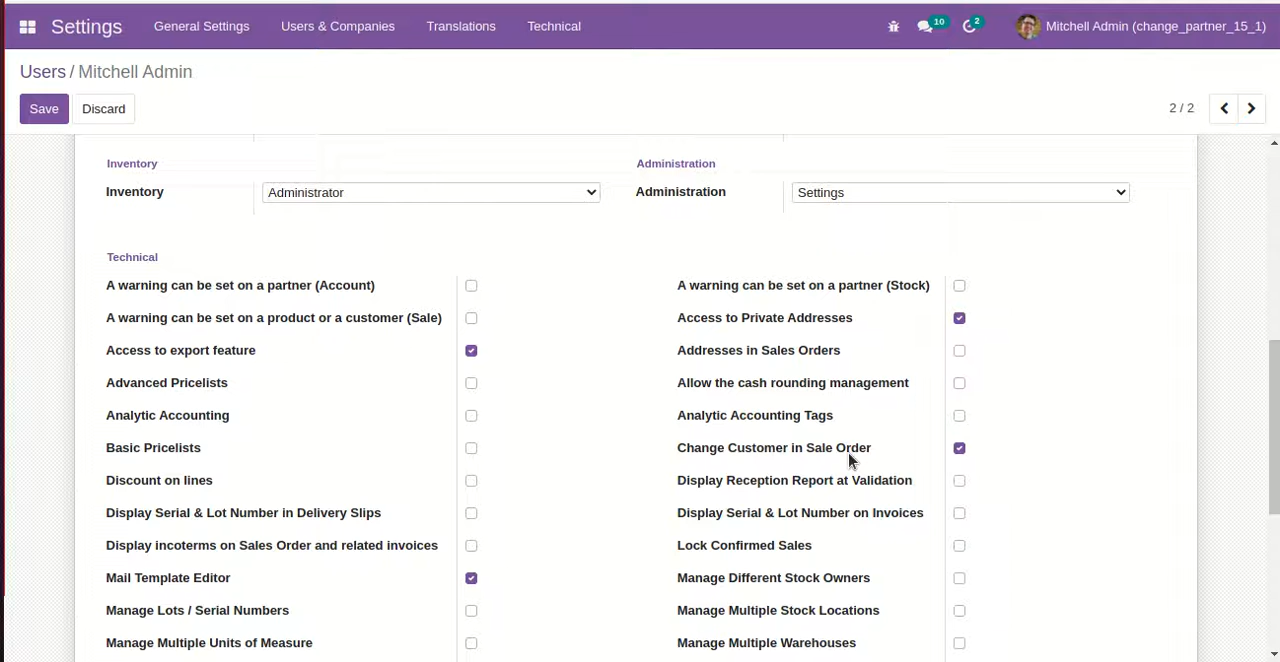 Settings General Settings Users & Companies Translations Technical 10 2 Mitchell Admin (change_partner_15_1)
Users / Mitchell Admin
Save Discard 2 / 2
Inventory Administration
Inventory Administrator Administration Settings
Technical
A warning can be set on a partner (Account) A warning can be set on a partner (Stock)
A warning can be set on a product or a customer (Sale) Access to Private Addresses
Access to export feature Addresses in Sales Orders
Advanced Pricelists Allow the cash rounding management
Analytic Accounting Analytic Accounting Tags
Basic Pricelists Change Customer in Sale Order
Discount on lines Display Reception Report at Validation
Display Serial & Lot Number in Delivery Slips Display Serial & Lot Number on Invoices
Display incoterms on Sales Order and related invoices Lock Confirmed Sales
Mail Template Editor Manage Different Stock Owners
Manage Lots / Serial Numbers Manage Multiple Stock Locations
Manage Multiple Units of Measure Manage Multiple Warehouses